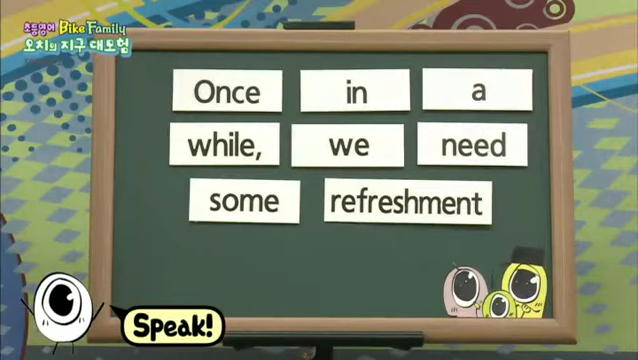 초등영어 Bike Family
오치의 지구 대모험
Once in a
while, we need
some refreshment
Speak!